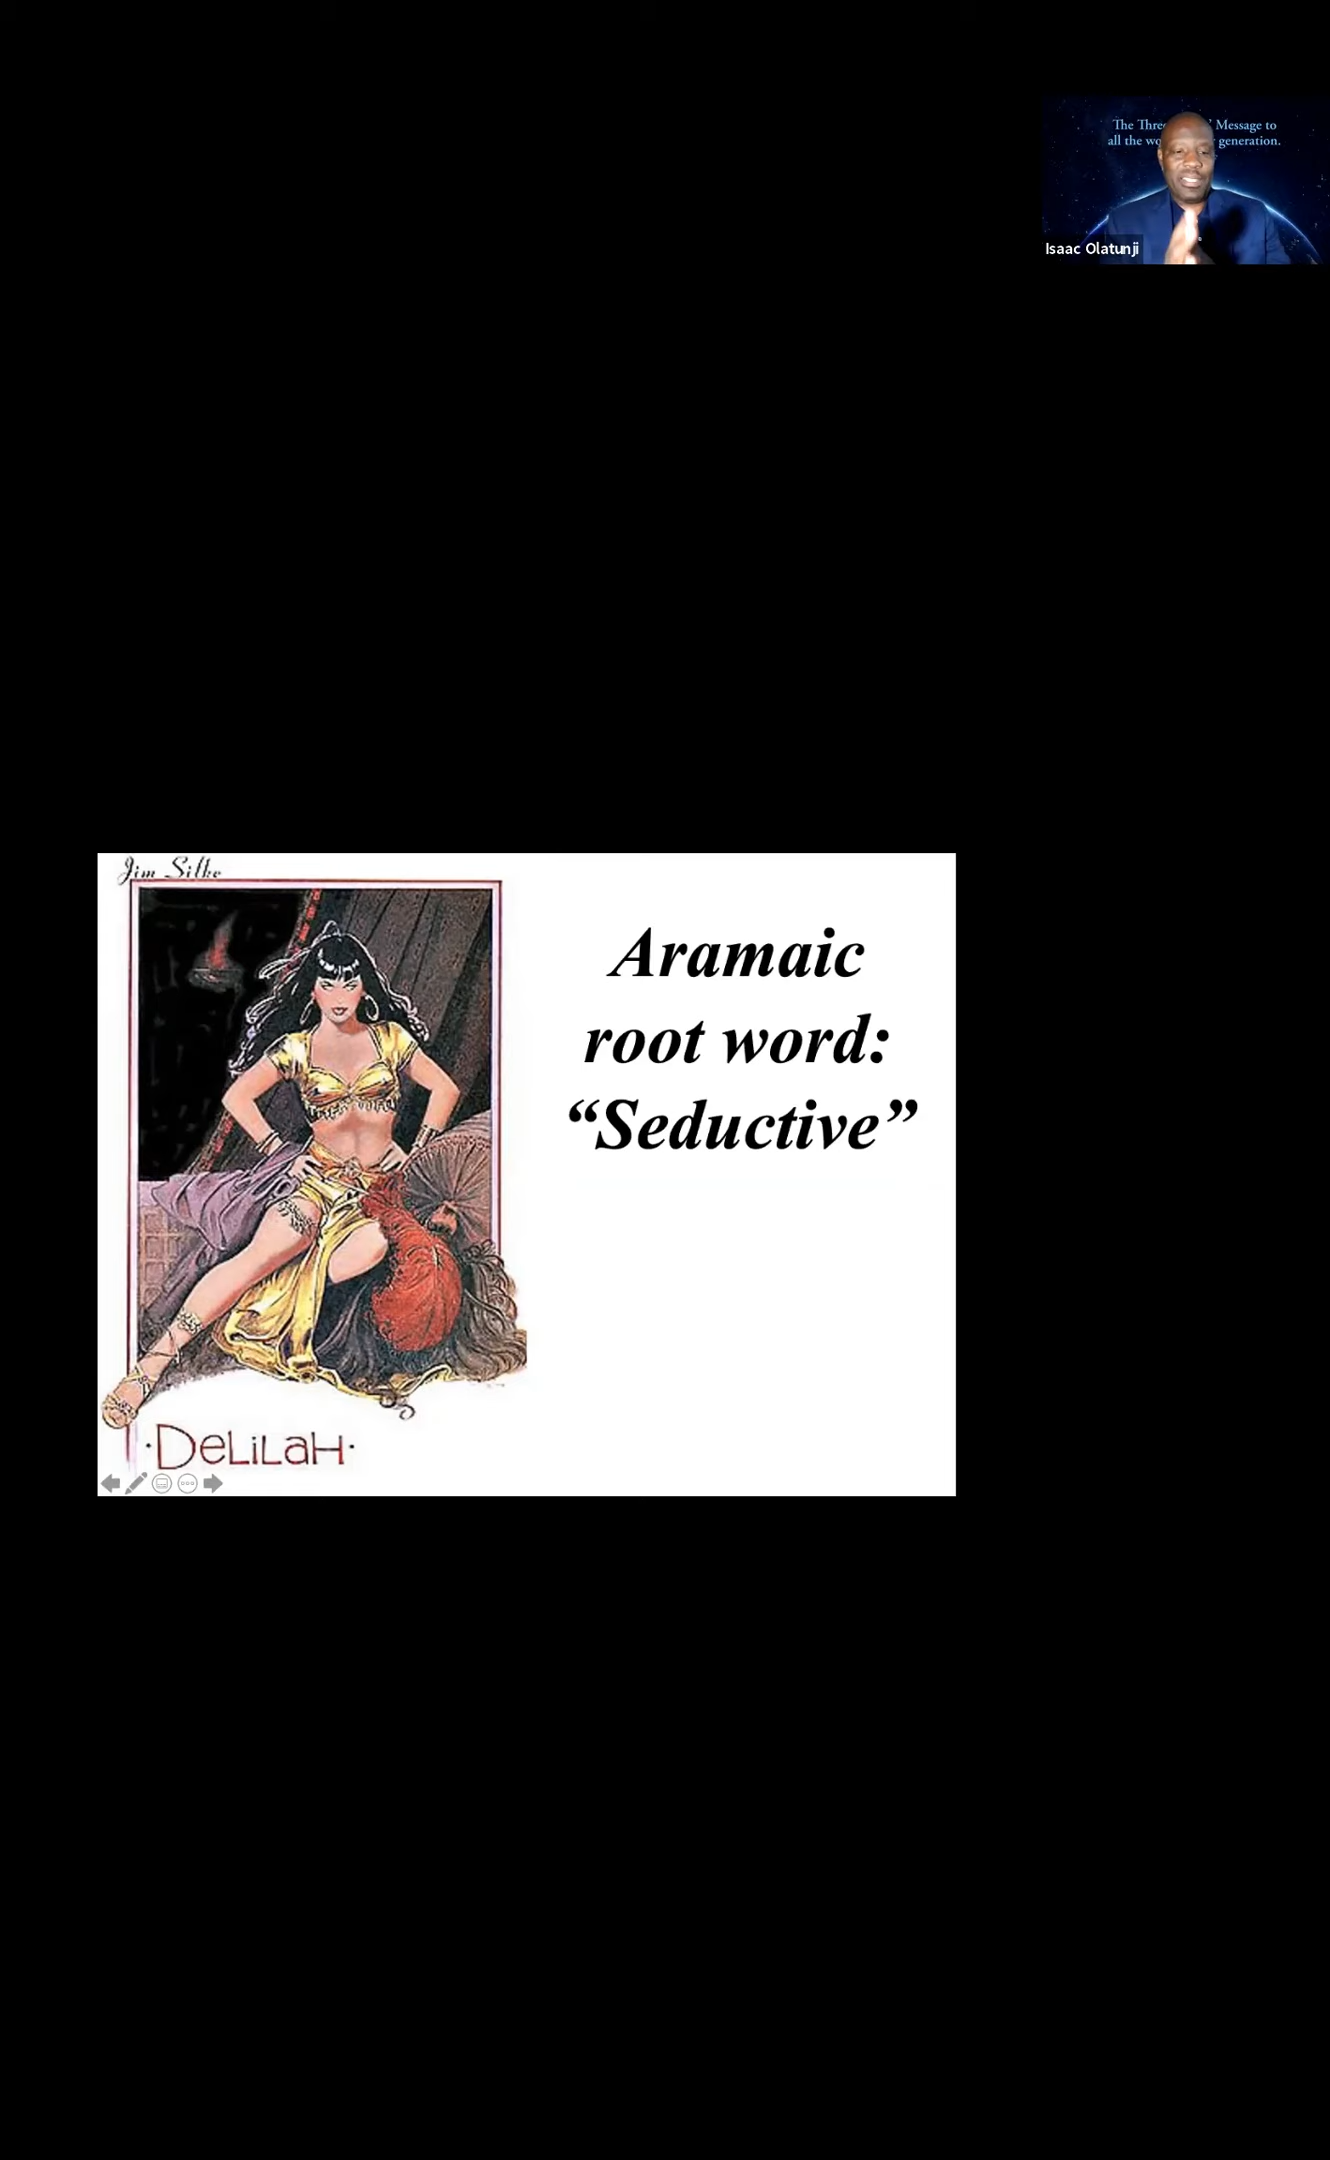 The Thre Message to
all the wo generation.
Isaac Olatunji
Jim Silke
Aramaic
root word:
“Seductive”
·DeLiLaH·